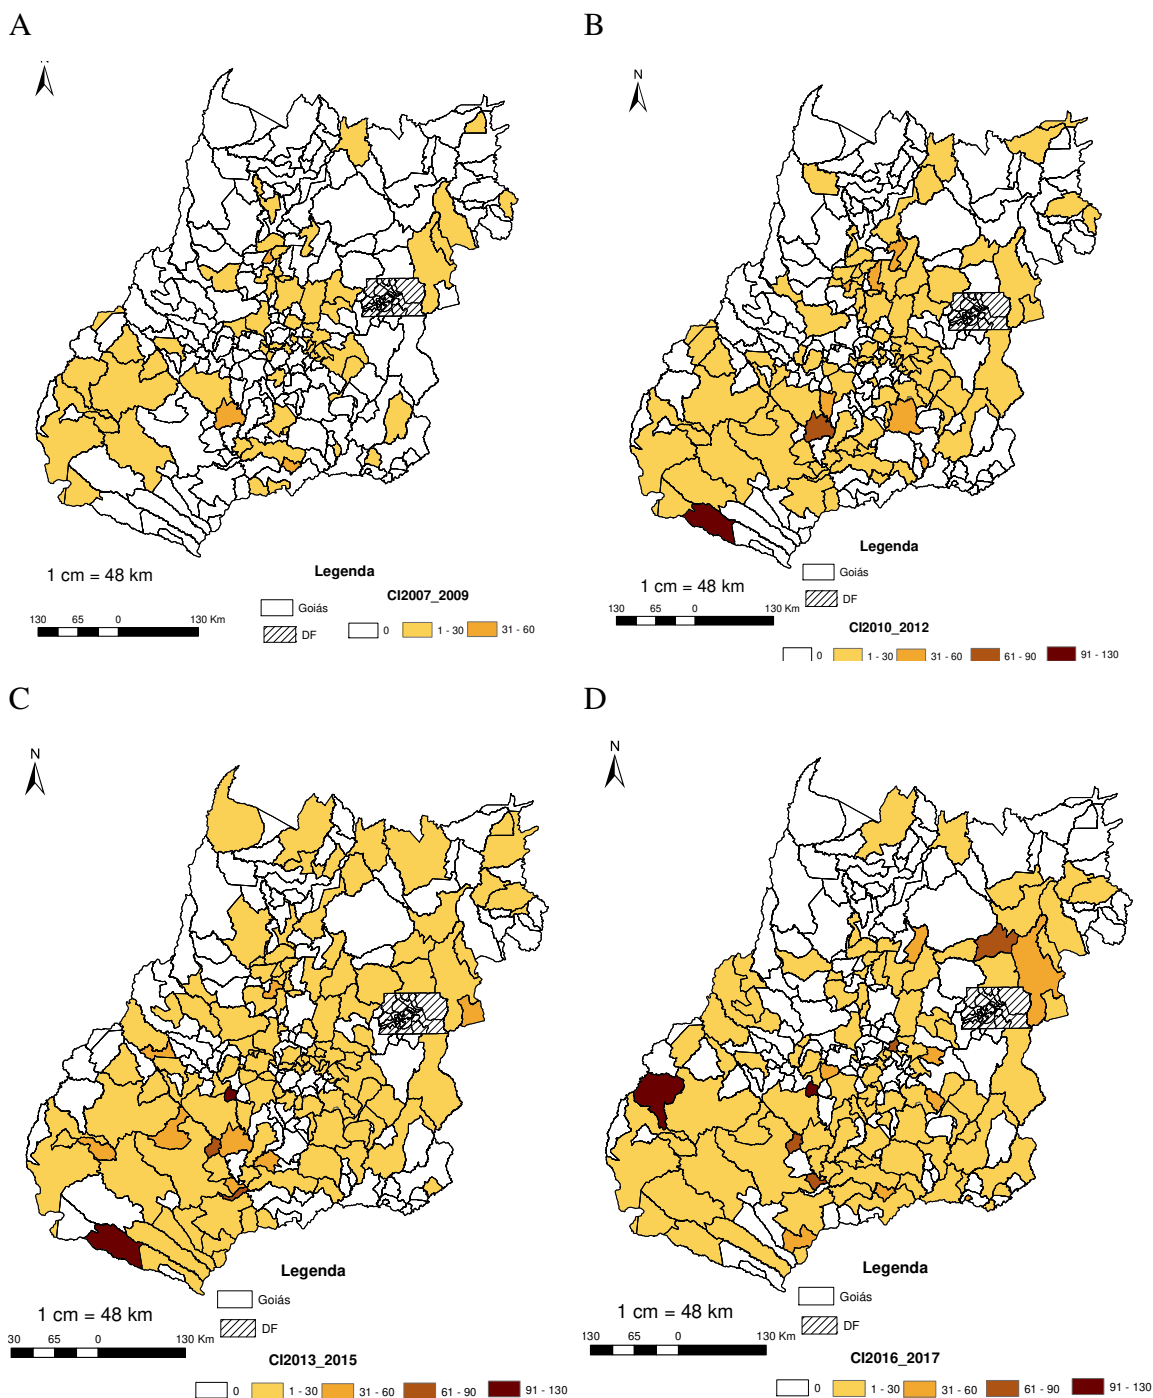 A
B
N
Legenda
1 cm = 48 km
CI2007_2009
Goiás
130 65 0 130 Km
DF
0 1 - 30 31 - 60
N
Legenda
Goiás
1 cm = 48 km
DF
130 65 0 130 Km
CI2010_2012
0 1 - 30 31 - 60 61 - 90 91 - 130
C
D
N
Legenda
Goiás
1 cm = 48 km
DF
30 65 0 130 Km
CI2013_2015
0 1 - 30 31 - 60 61 - 90 91 - 130
N
Legenda
Goiás
1 cm = 48 km
DF
130 65 0 130 Km
CI2016_2017
0 1 - 30 31 - 60 61 - 90 91 - 130